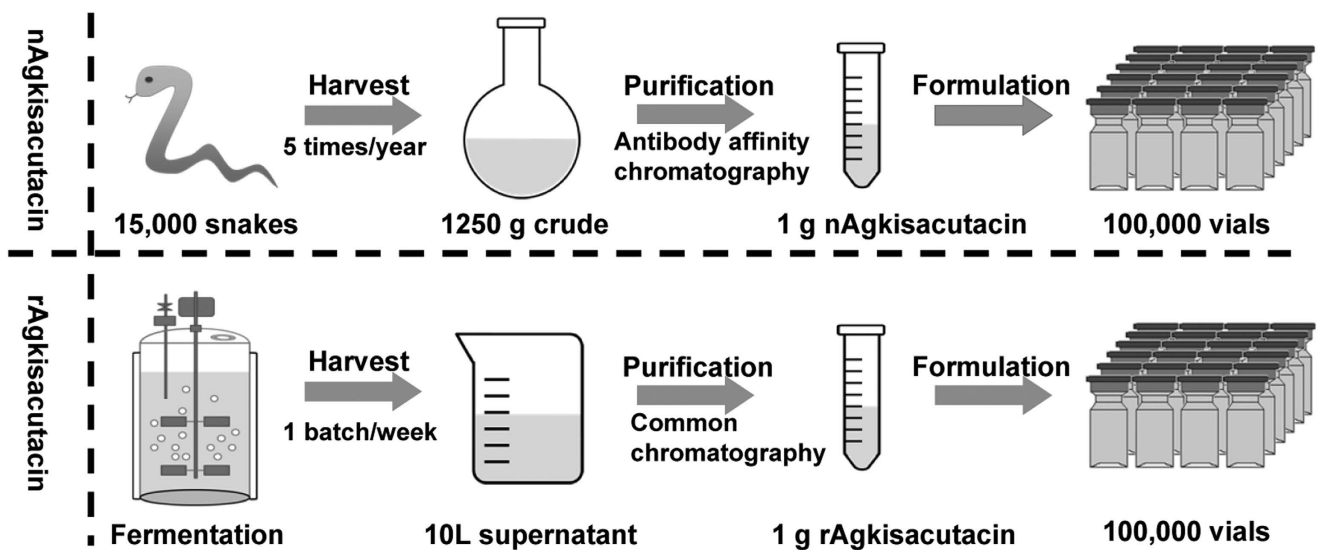 nAgkisacutacin
Harvest
5 times/year
Purification
Antibody affinity
chromatography
Formulation
15,000 snakes
1250 g crude
1 g nAgkisacutacin
100,000 vials
rAgkisacutacin
Harvest
1 batch/week
Purification
Common
chromatography
Formulation
Fermentation
10L supernatant
1 g rAgkisacutacin
100,000 vials